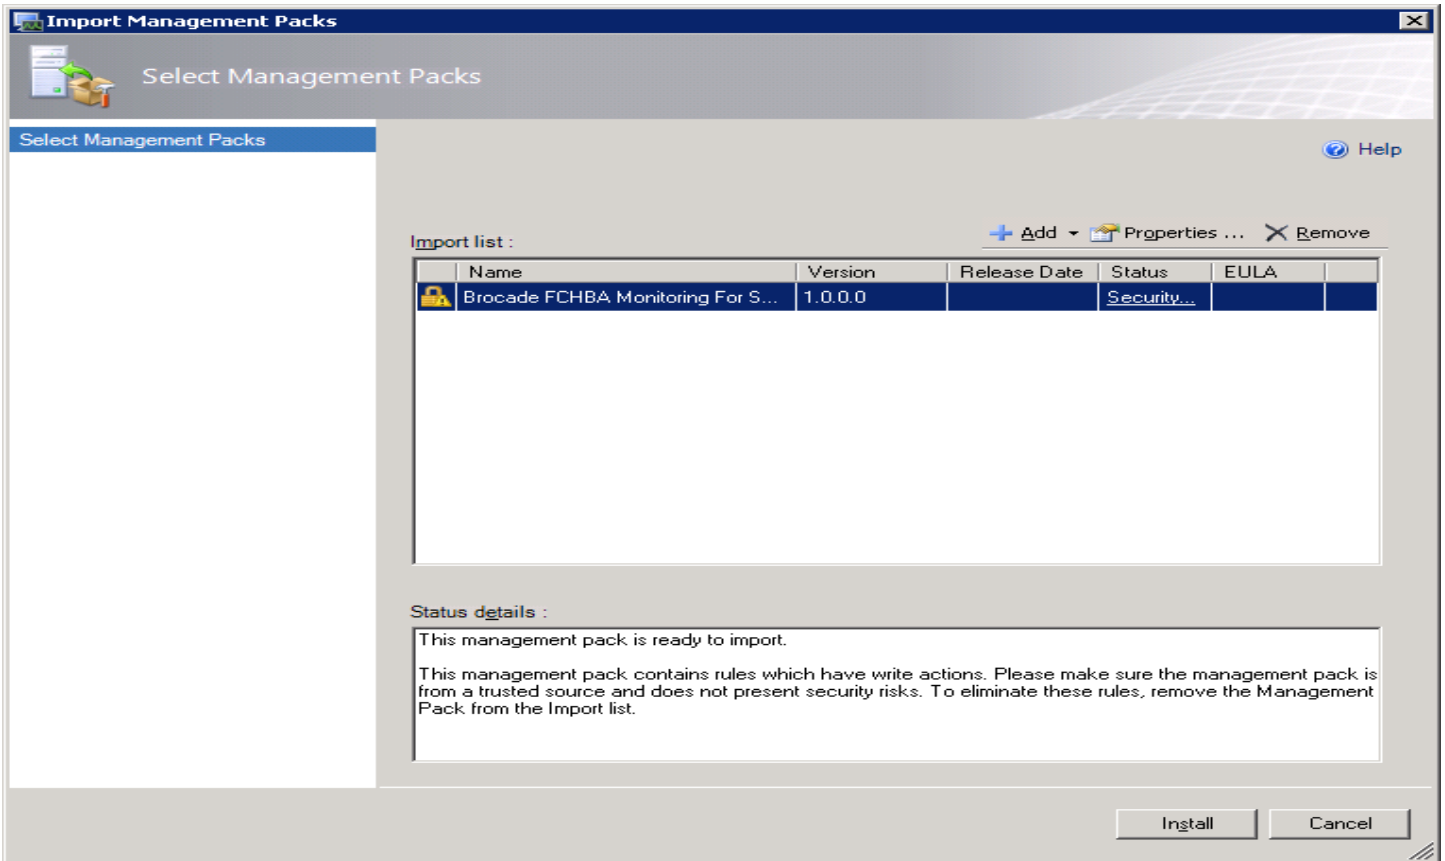 Import Management Packs
Select Management Packs
Select Management Packs
Help
Import list :
Add
Properties ...
Remove
Name Version Release Date Status EULA
Brocade FCHBA Monitoring For S... 1.0.0.0 Security...
Status details :
This management pack is ready to import.
This management pack contains rules which have write actions. Please make sure the management pack is
from a trusted source and does not present security risks. To eliminate these rules, remove the Management
Pack from the Import list.
Install
Cancel